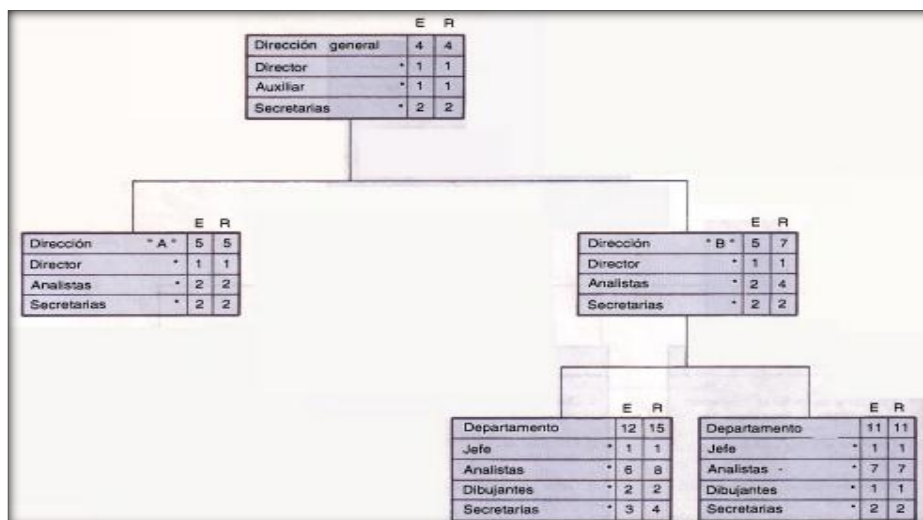 E R
Dirección general 4 4
Director * 1 1
Auxiliar * 1 1
Secretarias * 2 2
E R
Dirección "A" 5 5
Director * 1 1
Analistas * 2 2
Secretarias * 2 2
E R
Dirección "B" 5 7
Director * 1 1
Analistas * 2 4
Secretarias * 2 2
E R
Departamento 12 15
Jefe * 1 1
Analistas * 6 8
Dibujantes * 2 2
Secretarias * 3 4
E R
Departamento 11 11
Jefe * 1 1
Analistas - * 7 7
Dibujantes * 1 1
Secretarias * 2 2